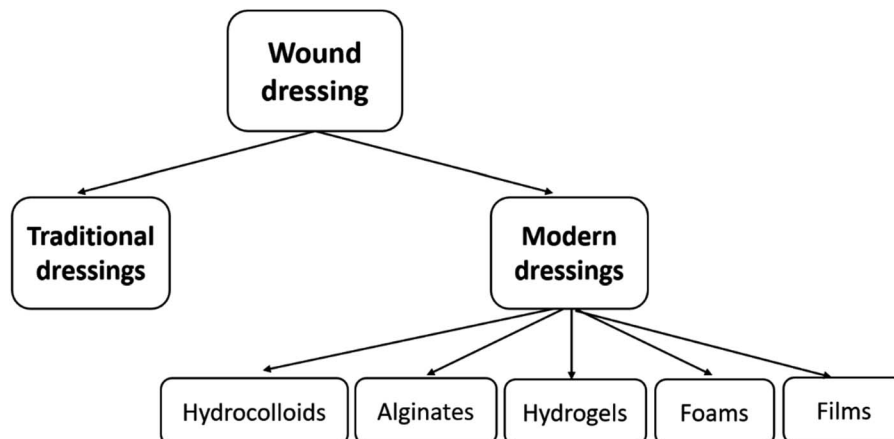 Wound
dressing
Traditional
dressings
Modern
dressings
Hydrocolloids
Alginates
Hydrogels
Foams
Films